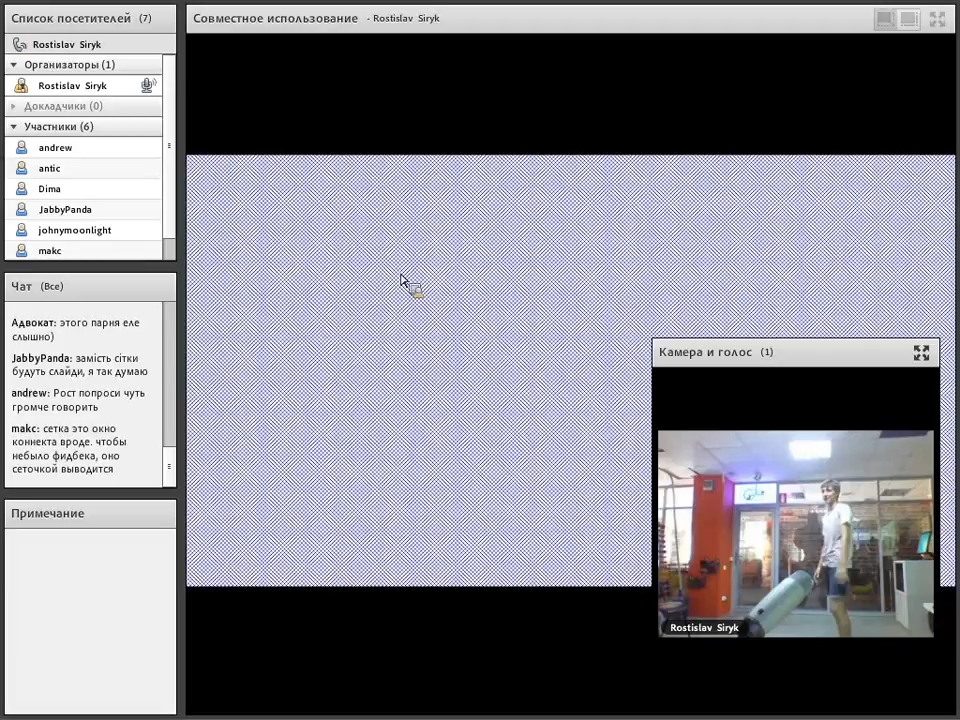 Список посетителей (7)
Rostislav Siryk
Организаторы (1)
Rostislav Siryk
Докладчики (0)
Участники (6)
andrew
antic
Dima
JabbyPanda
johnymoonlight
makc
Чат (Все)
Адвокат: этого парня еле
слышно)
JabbyPanda: замість сітки
будуть слайди, я так думаю
andrew: Рост попроси чуть
громче говорить
makc: сетка это окно
коннекта вроде. чтобы
небыло фидбека, оно
сеточкой выводится
Примечание
Совместное использование - Rostislav Siryk
Камера и голос (1)
Rostislav Siryk